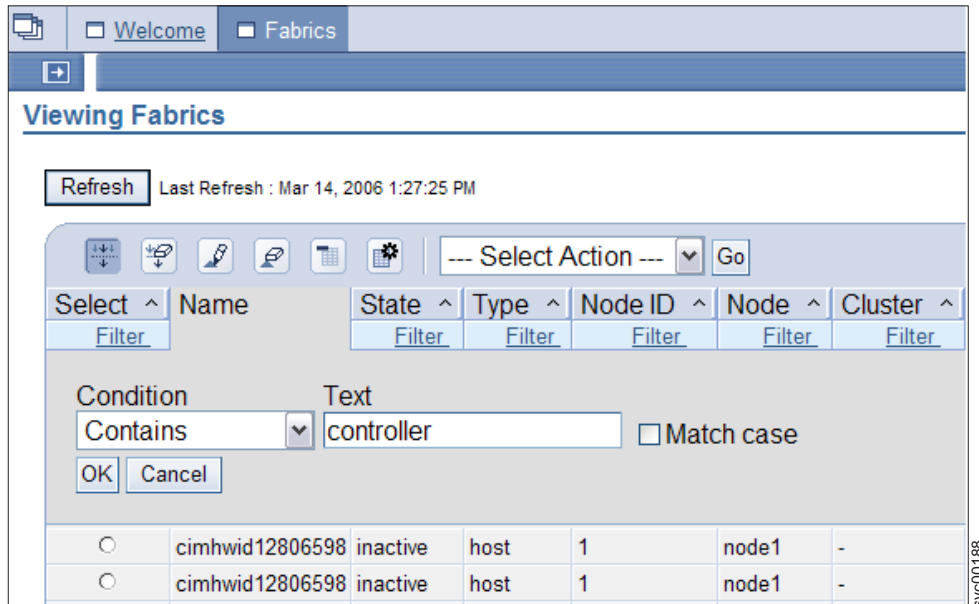 Welcome Fabrics
Viewing Fabrics
Refresh Last Refresh : Mar 14, 2006 1:27:25 PM
--- Select Action --- Go
Select ^ Name State ^ Type ^ Node ID ^ Node ^ Cluster ^
Filter Filter Filter Filter Filter Filter
Condition Text
Contains controller Match case
OK Cancel
cimhwid12806598 inactive host 1 node1 -
cimhwid12806598 inactive host 1 node1 -
svc00188